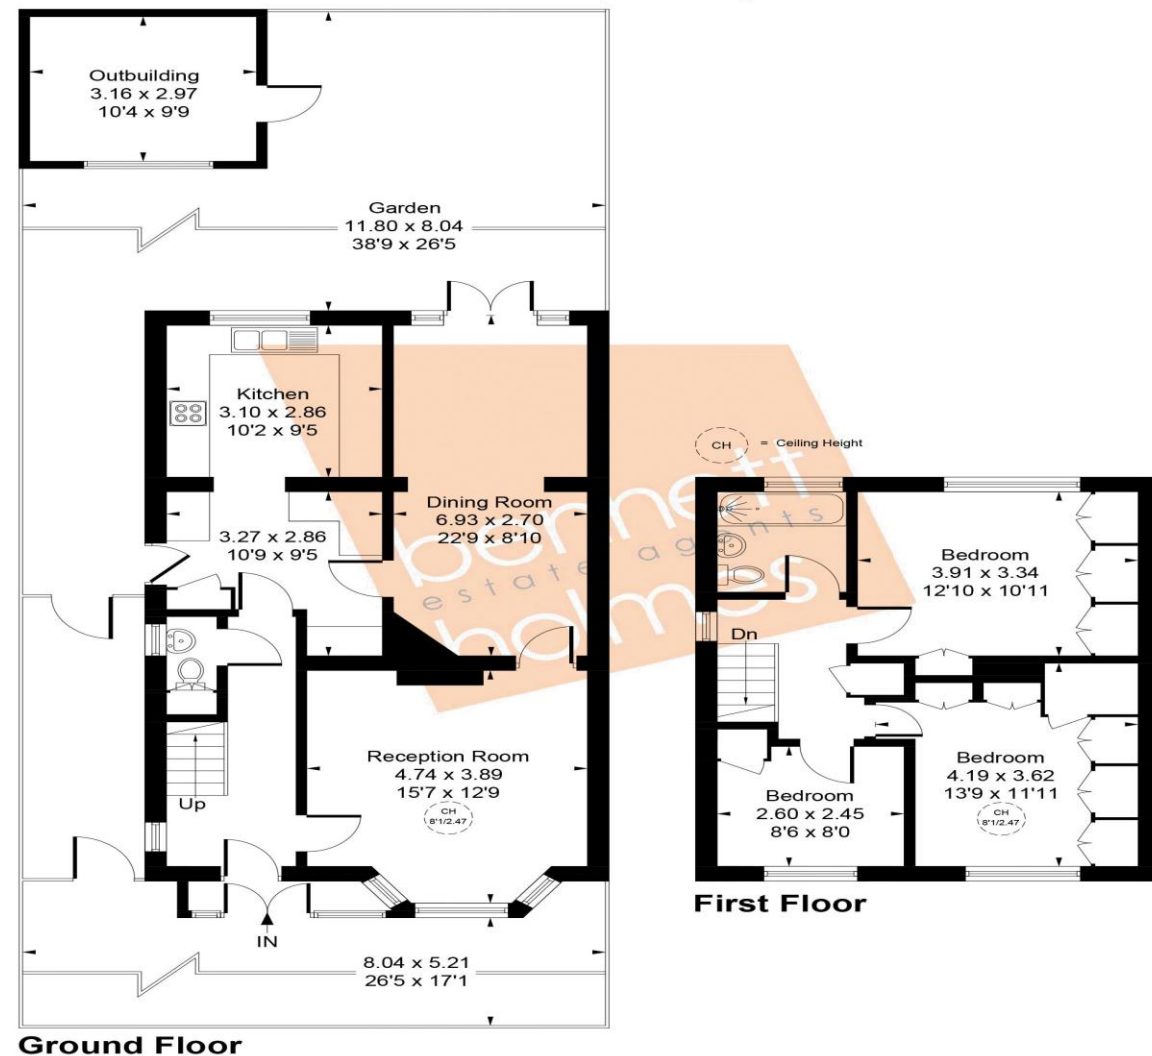 Outbuilding
3.16 x 2.97
10'4 x 9'9
Garden
11.80 x 8.04
38'9 x 26'5
Kitchen
3.10 x 2.86
10'2 x 9'5
3.27 x 2.86
10'9 x 9'5
Dining Room
6.93 x 2.70
22'9 x 8'10
bennett
estate agents
holmes
Reception Room
4.74 x 3.89
15'7 x 12'9
CH
8'1/2.47
Up
IN
8.04 x 5.21
26'5 x 17'1
Ground Floor
CH = Ceiling Height
Bedroom
3.91 x 3.34
12'10 x 10'11
Dn
Bedroom
4.19 x 3.62
13'9 x 11'11
CH
8'1/2.47
Bedroom
2.60 x 2.45
8'6 x 8'0
First Floor